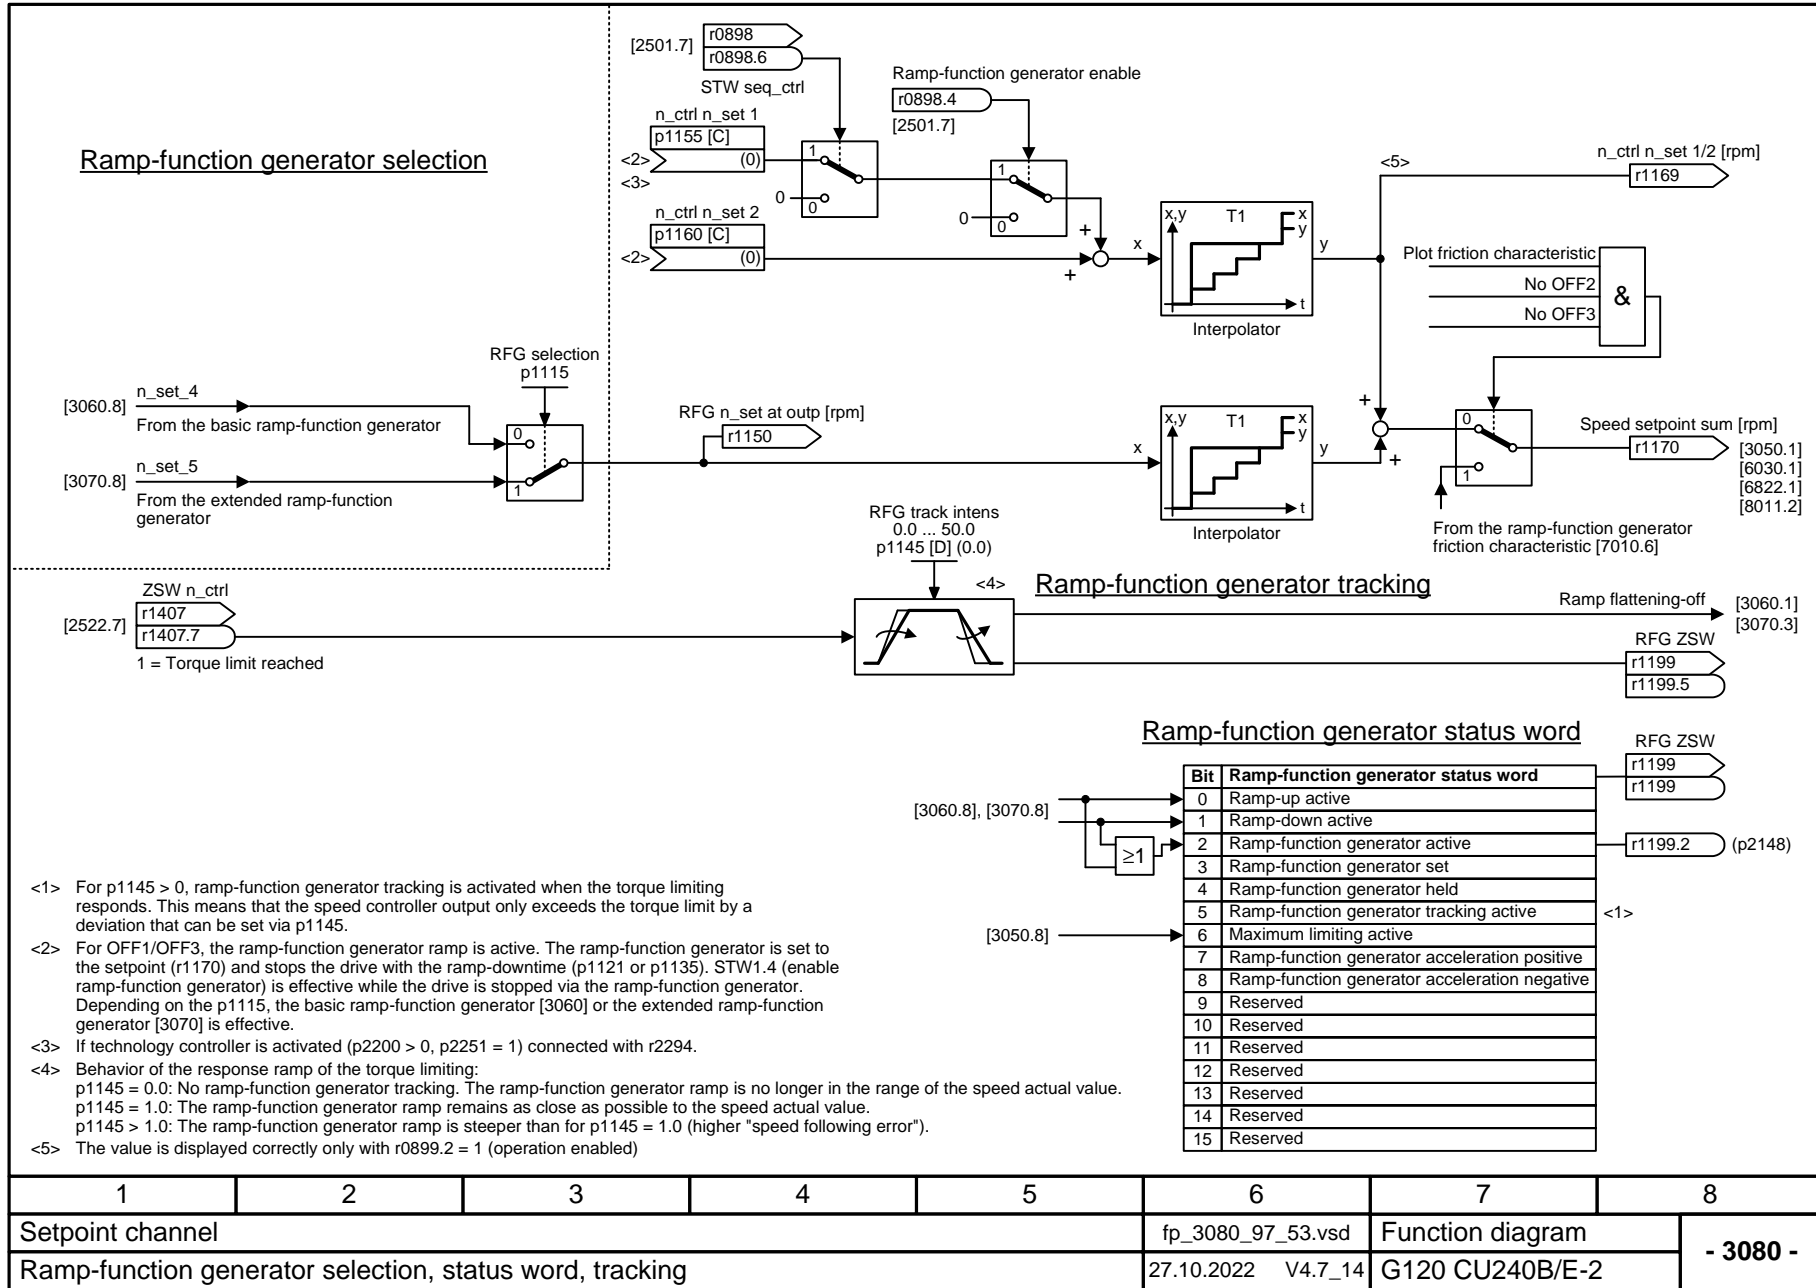 Ramp-function generator selection
[2501.7]
r0898
r0898.6
STW seq_ctrl
Ramp-function generator enable
r0898.4
[2501.7]
n_ctrl n_set 1
p1155 [C]
<2>
(0)
<3>
1
0
0
1
0
0
n_ctrl n_set 2
p1160 [C]
<2>
(0)
+
+
x
x,y
T1
x
y
t
y
Interpolator
<5>
n_ctrl n_set 1/2 [rpm]
r1169
Plot friction characteristic
No OFF2
No OFF3
&
RFG selection
p1115
[3060.8]
n_set_4
From the basic ramp-function generator
0
[3070.8]
n_set_5
1
From the extended ramp-function
generator
RFG n_set at outp [rpm]
r1150
x
x,y
T1
x
y
t
y
Interpolator
+
+
0
1
Speed setpoint sum [rpm]
r1170
[3050.1]
[6030.1]
[6822.1]
[8011.2]
From the ramp-function generator
friction characteristic [7010.6]
RFG track intens
0.0 ... 50.0
p1145 [D] (0.0)
<4>
Ramp-function generator tracking
ZSW n_ctrl
r1407
[2522.7]
r1407.7
1 = Torque limit reached
Ramp flattening-off
[3060.1]
[3070.3]
RFG ZSW
r1199
r1199.5
Ramp-function generator status word
RFG ZSW
r1199
r1199
Bit Ramp-function generator status word
[3060.8], [3070.8]
0 Ramp-up active
1 Ramp-down active
2 Ramp-function generator active
≥1
r1199.2
(p2148)
3 Ramp-function generator set
4 Ramp-function generator held
5 Ramp-function generator tracking active
<1>
[3050.8]
6 Maximum limiting active
7 Ramp-function generator acceleration positive
8 Ramp-function generator acceleration negative
9 Reserved
10 Reserved
11 Reserved
12 Reserved
13 Reserved
14 Reserved
15 Reserved
<1> For p1145 > 0, ramp-function generator tracking is activated when the torque limiting
responds. This means that the speed controller output only exceeds the torque limit by a
deviation that can be set via p1145.
<2> For OFF1/OFF3, the ramp-function generator ramp is active. The ramp-function generator is set to
the setpoint (r1170) and stops the drive with the ramp-downtime (p1121 or p1135). STW1.4 (enable
ramp-function generator) is effective while the drive is stopped via the ramp-function generator.
Depending on the p1115, the basic ramp-function generator [3060] or the extended ramp-function
generator [3070] is effective.
<3> If technology controller is activated (p2200 > 0, p2251 = 1) connected with r2294.
<4> Behavior of the response ramp of the torque limiting:
p1145 = 0.0: No ramp-function generator tracking. The ramp-function generator ramp is no longer in the range of the speed actual value.
p1145 = 1.0: The ramp-function generator ramp remains as close as possible to the speed actual value.
p1145 > 1.0: The ramp-function generator ramp is steeper than for p1145 = 1.0 (higher "speed following error").
<5> The value is displayed correctly only with r0899.2 = 1 (operation enabled)
1 2 3 4 5 6 7 8
Setpoint channel
fp_3080_97_53.vsd
Function diagram
- 3080 -
Ramp-function generator selection, status word, tracking
27.10.2022 V4.7_14
G120 CU240B/E-2